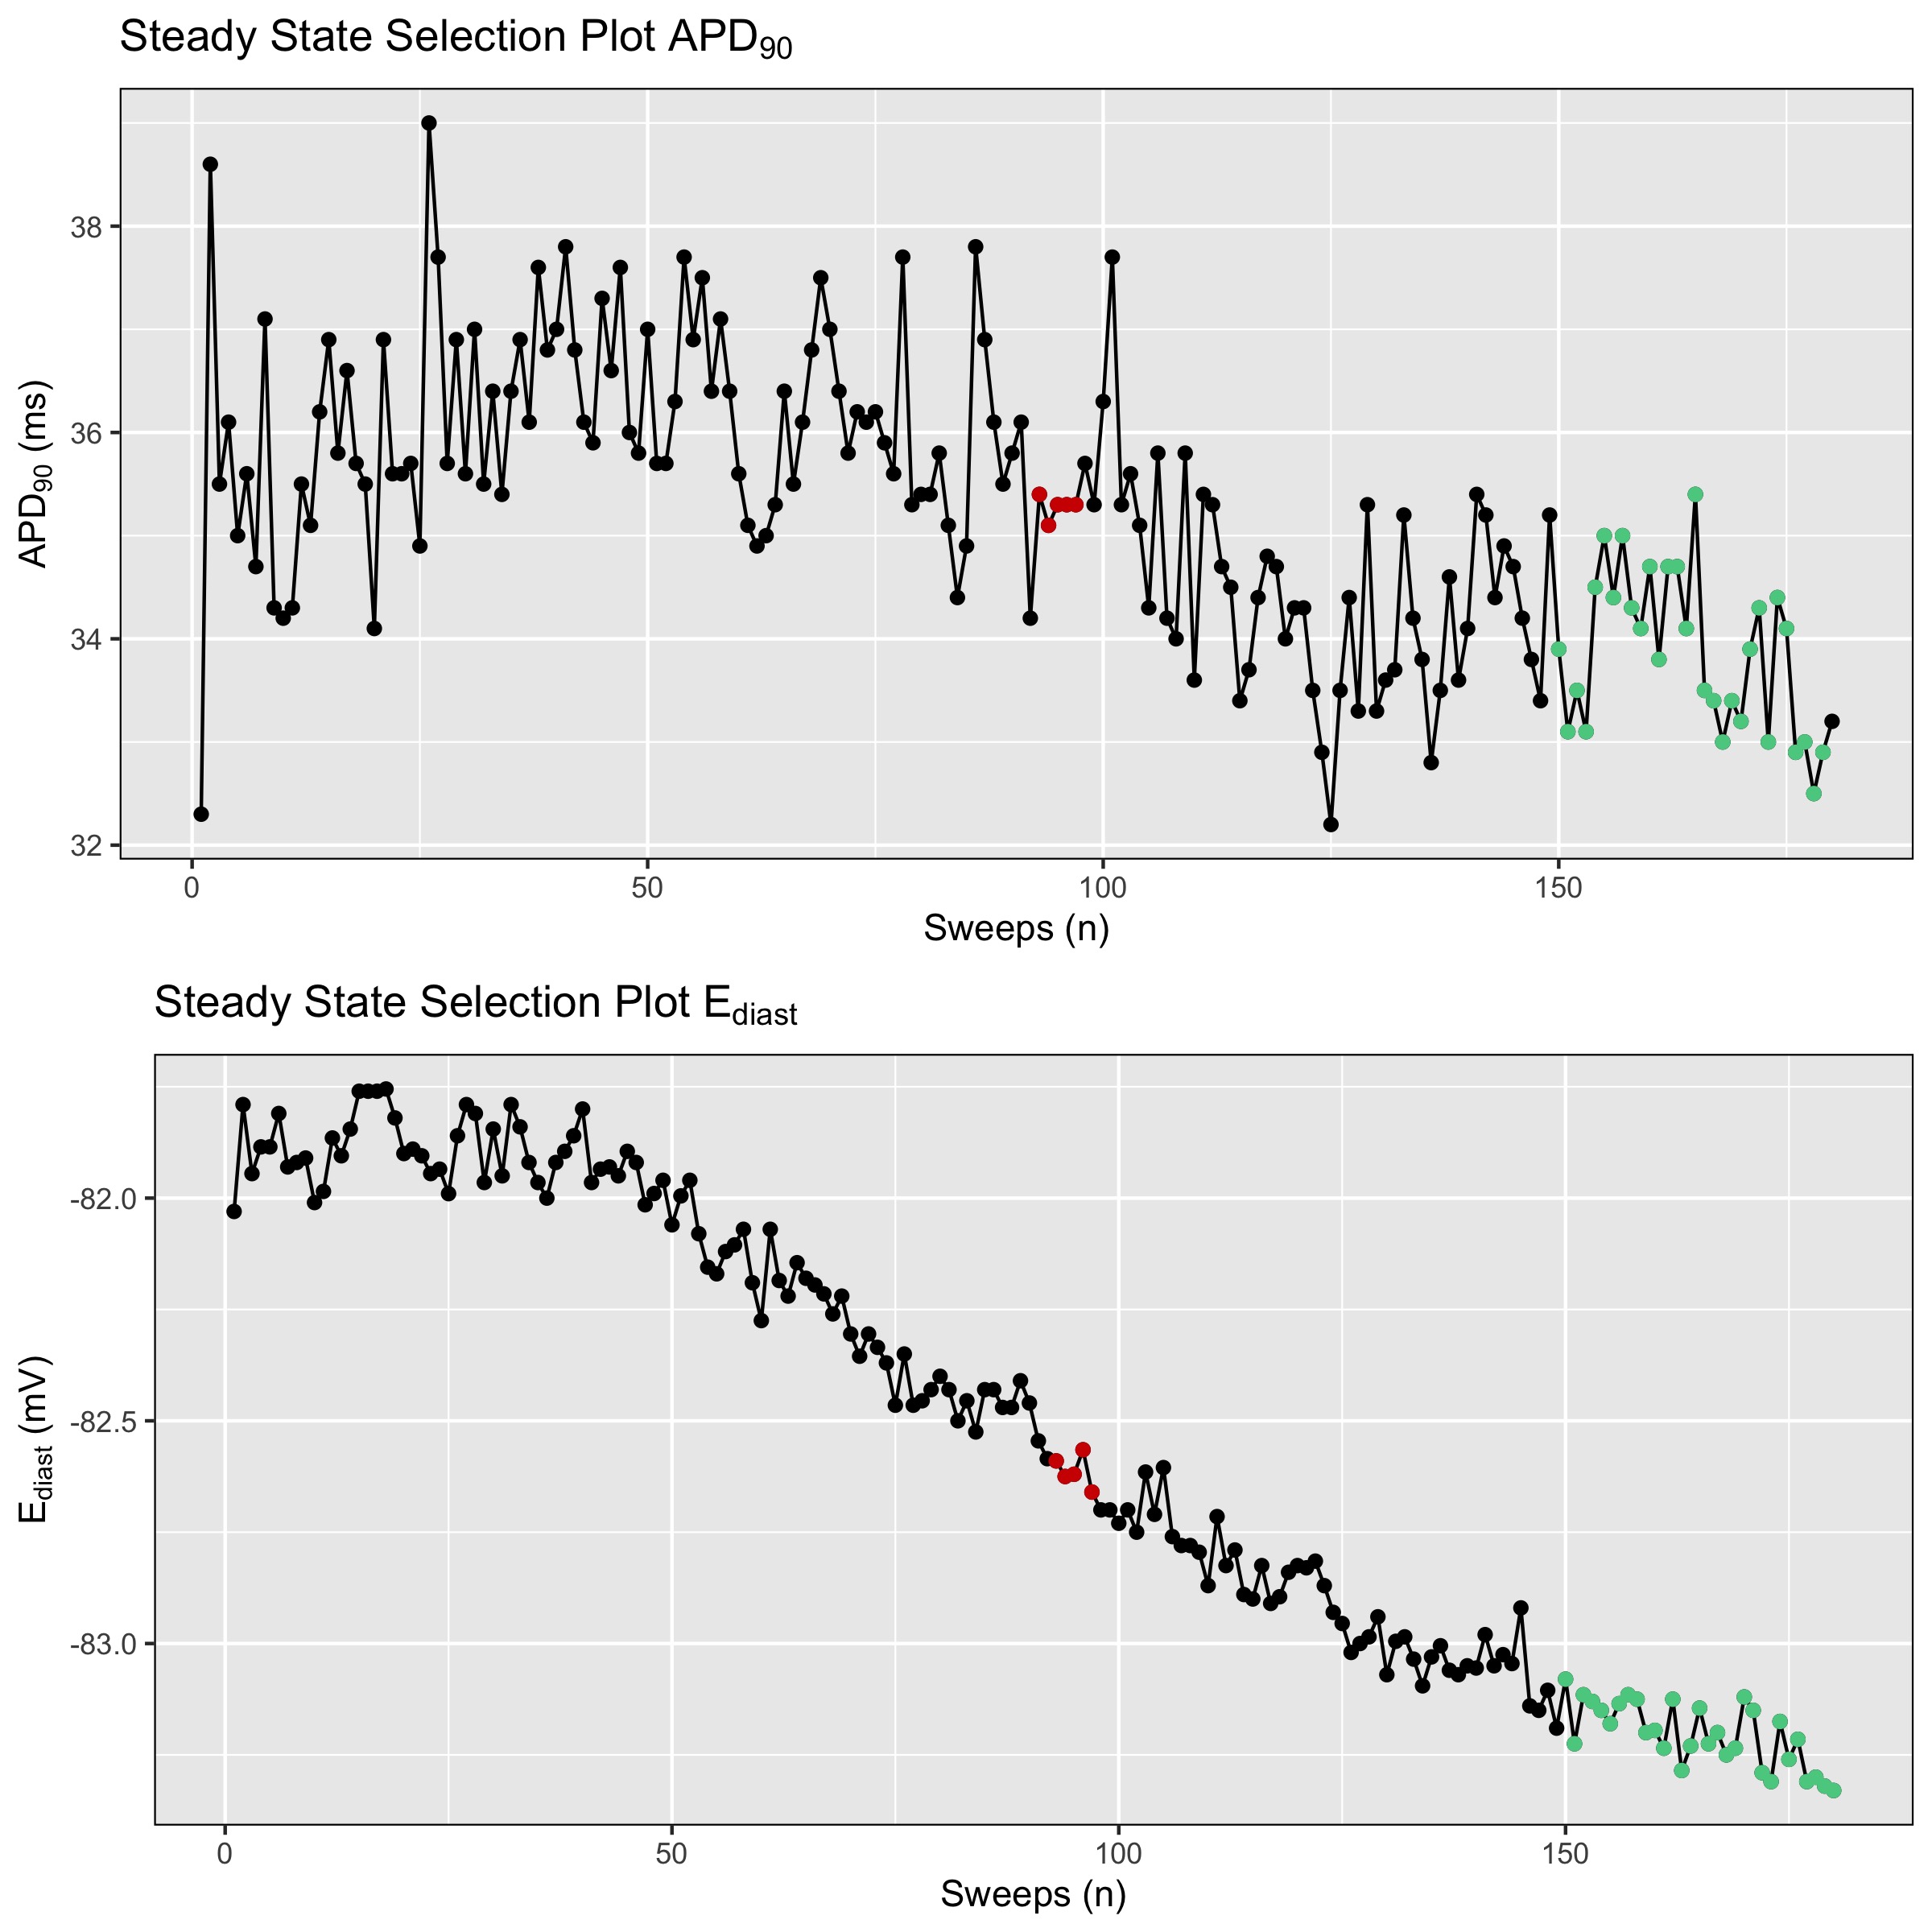 Steady State Selection Plot APD90
38
36
34
32
APD90 (ms)
0 50 100 150
Sweeps (n)
Steady State Selection Plot Ediast
-82.0
-82.5
-83.0
Ediast (mV)
0 50 100 150
Sweeps (n)